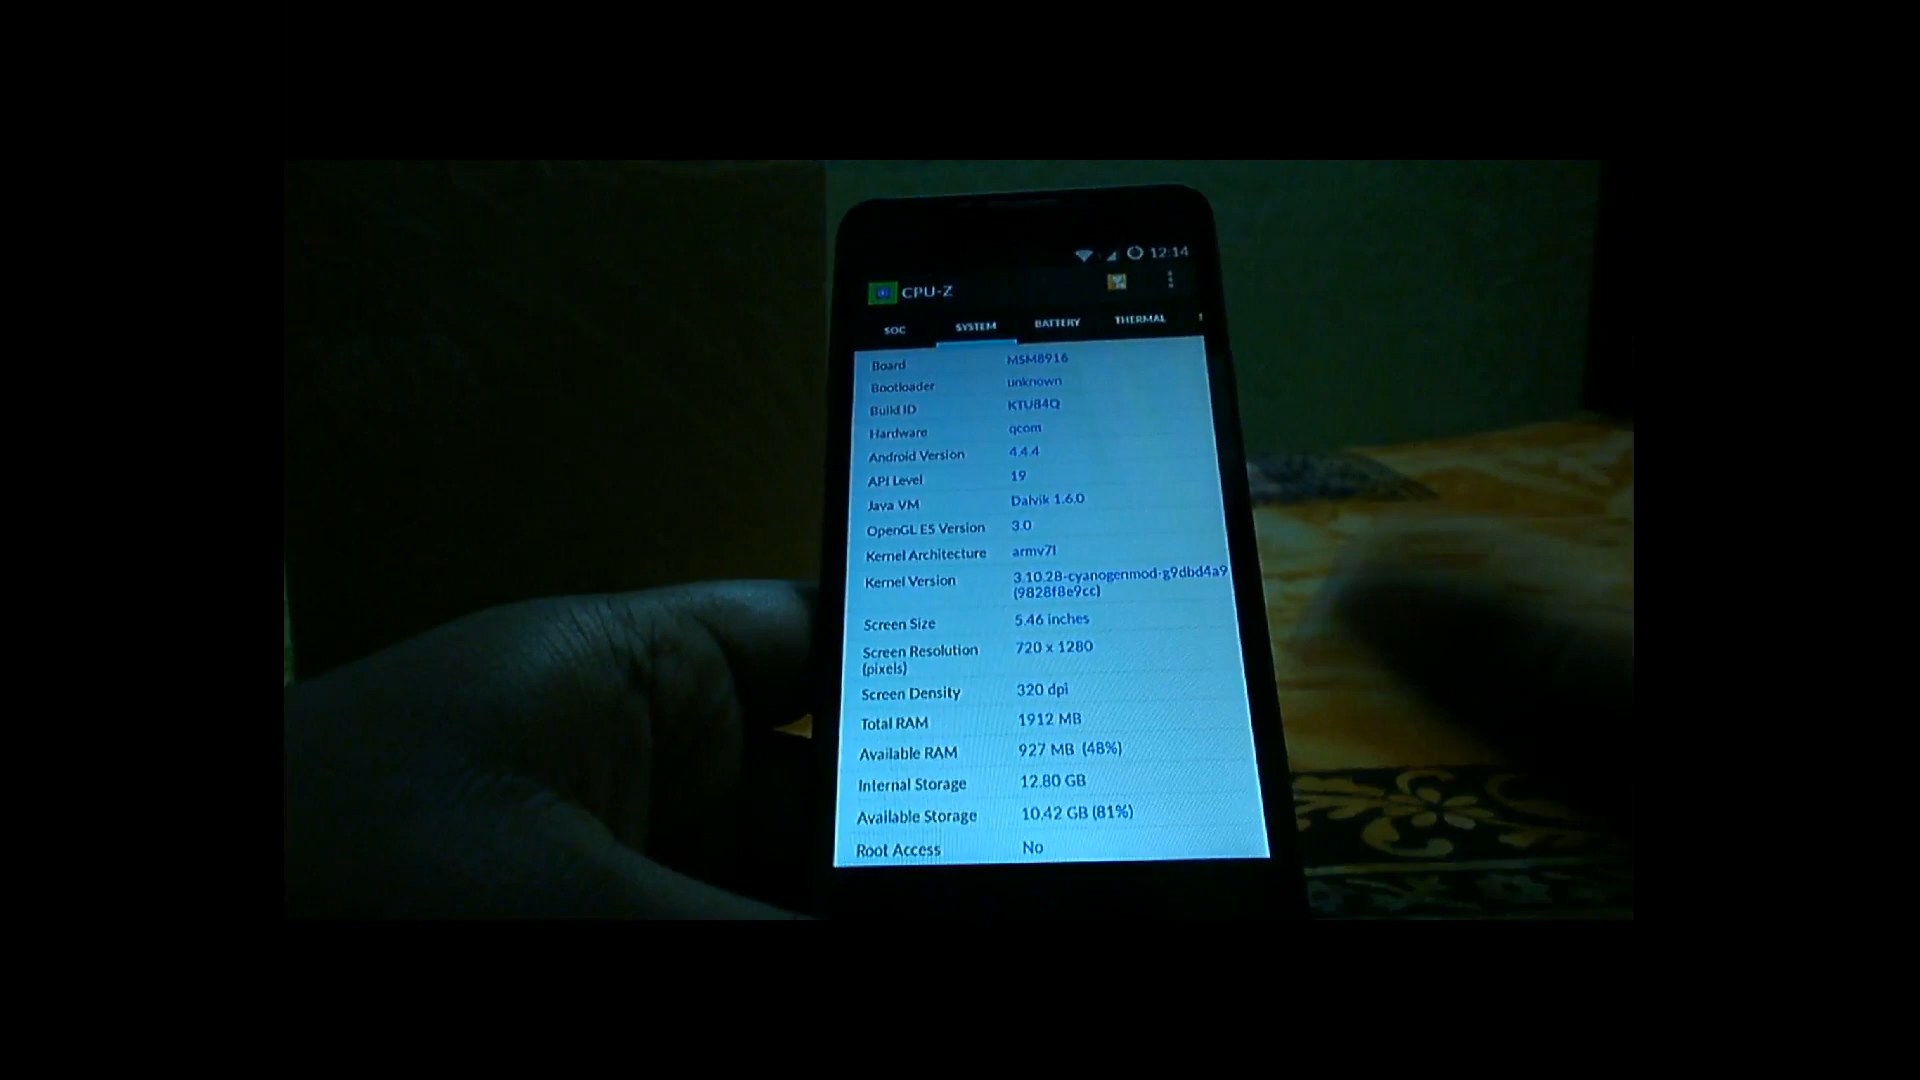 12:14
CPU-Z
SOC SYSTEM BATTERY THERMAL
Board MSM8916
Bootloader unknown
Build ID KTU84Q
Hardware qcom
Android Version 4.4.4
API Level 19
Java VM Dalvik 1.6.0
OpenGL ES Version 3.0
Kernel Architecture armv7l
Kernel Version 3.10.28-cyanogenmod-g9dbd4a9
(9828f8e9cc)
Screen Size 5.46 inches
Screen Resolution 720 x 1280
(pixels)
Screen Density 320 dpi
Total RAM 1912 MB
Available RAM 927 MB (48%)
Internal Storage 12.80 GB
Available Storage 10.42 GB (81%)
Root Access No